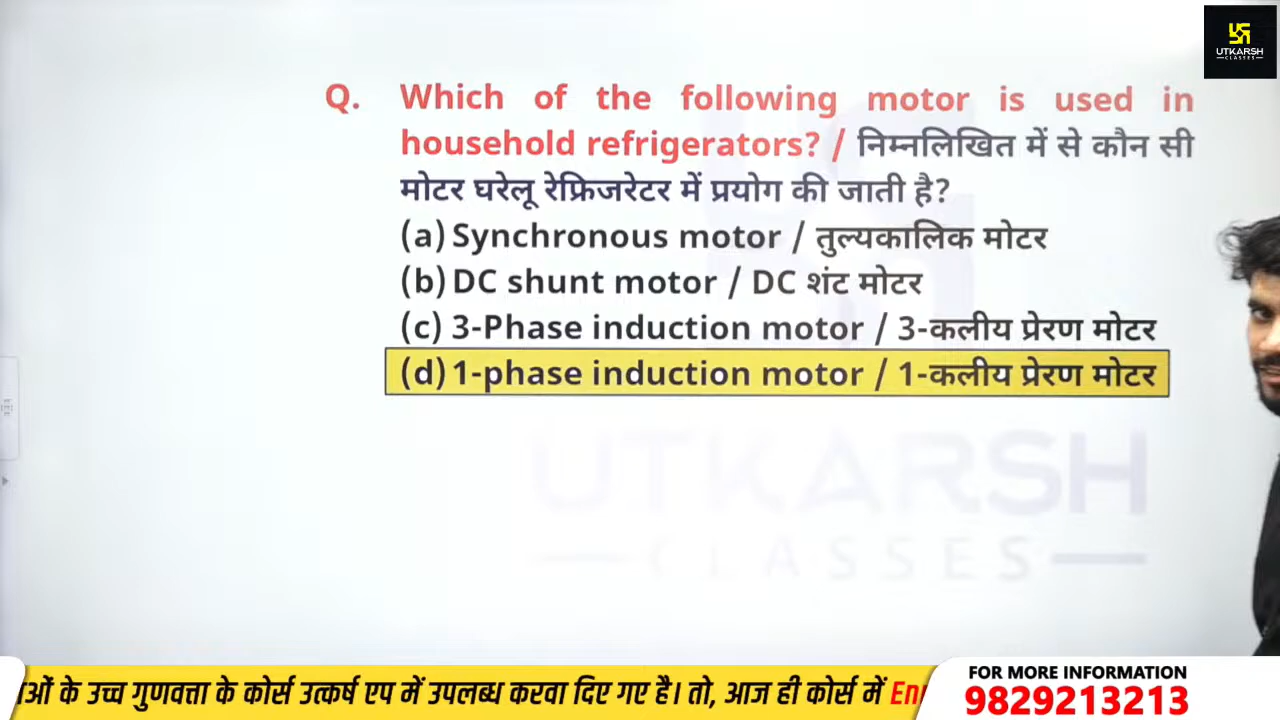 UTKARSH
CLASSES
Q. Which of the following motor is used in
household refrigerators? / निम्नलिखित में से कौन सी
मोटर घरेलू रेफ्रिजरेटर में प्रयोग की जाती है?
(a) Synchronous motor / तुल्यकालिक मोटर
(b) DC shunt motor / DC शंट मोटर
(c) 3-Phase induction motor / 3-कलीय प्रेरण मोटर
(d) 1-phase induction motor / 1-कलीय प्रेरण मोटर
UTKARSH
CLASSES
के उच्च गुणवत्ता के कोर्स उत्कर्ष एप में उपलब्ध करवा दिए गए है। तो, आज ही कोर्स में
FOR MORE INFORMATION
9829213213